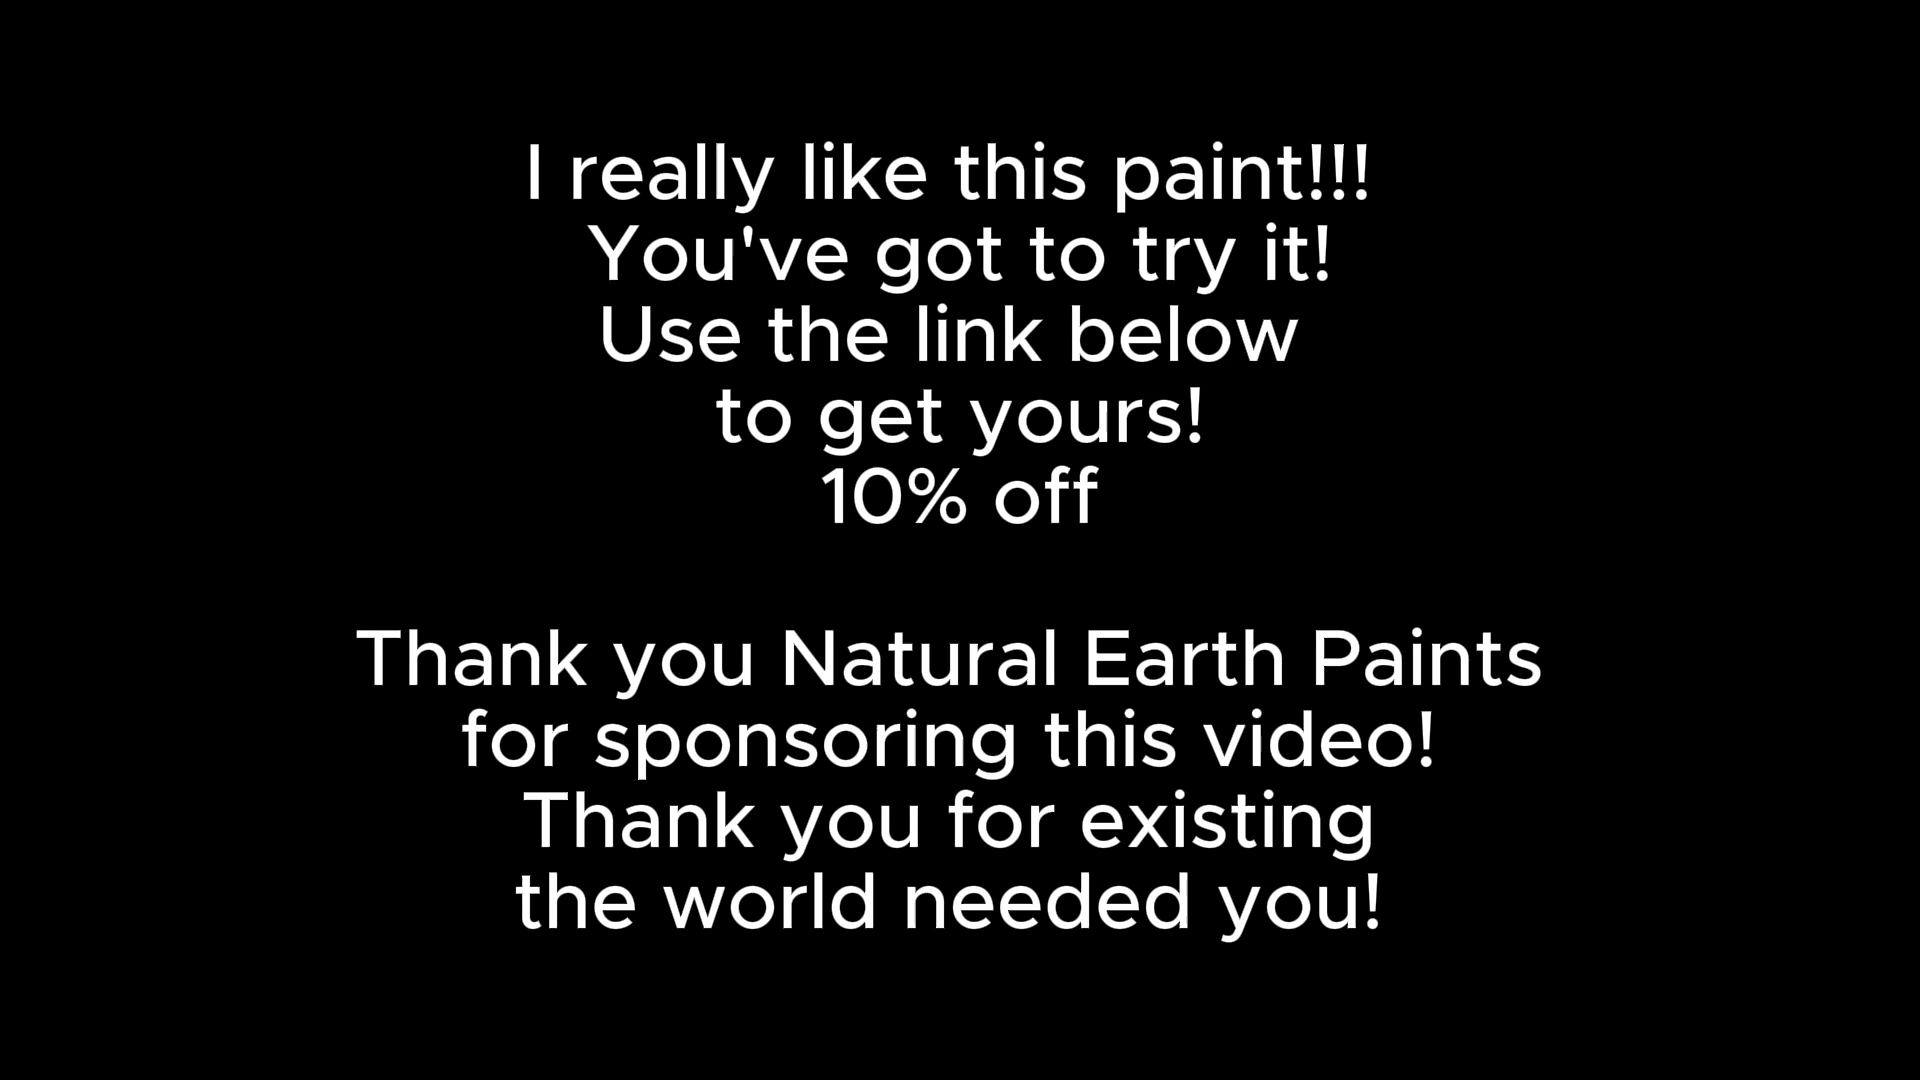 I really like this paint!!!
You've got to try it!
Use the link below
to get yours!
10% off
Thank you Natural Earth Paints
for sponsoring this video!
Thank you for existing
the world needed you!